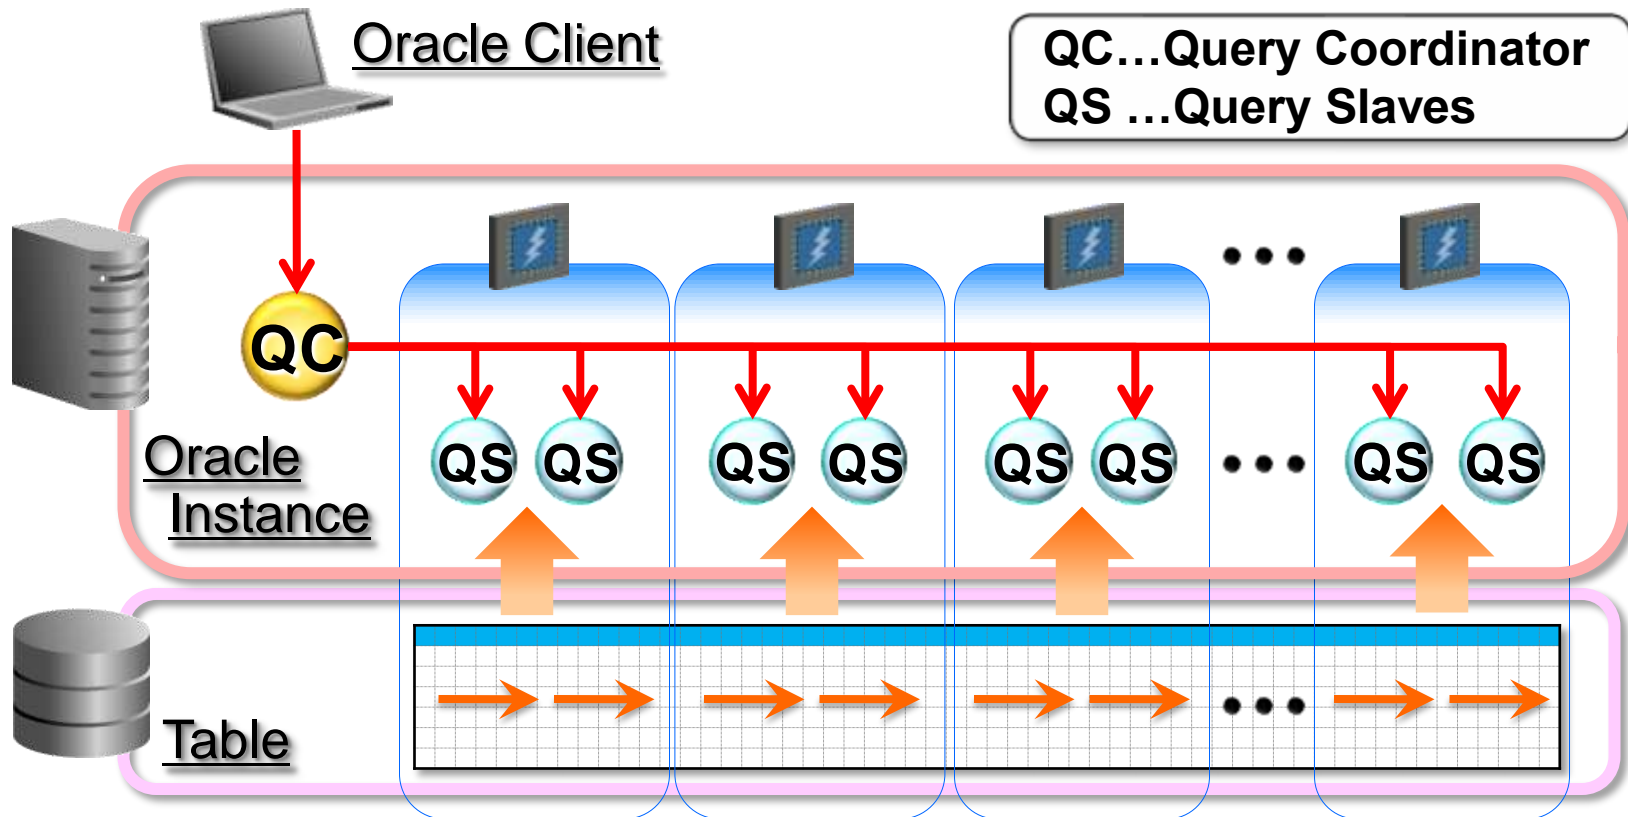 Oracle Client
QC...Query Coordinator
QS ...Query Slaves
QC
QS QS QS QS QS QS QS QS
Oracle
Instance
Table